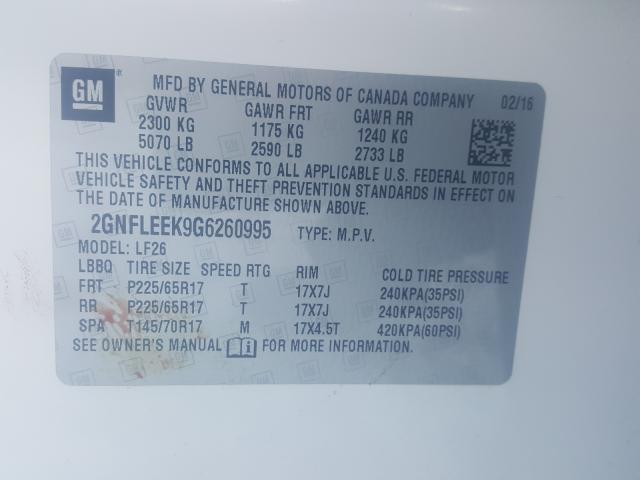 GM
MFD BY GENERAL MOTORS OF CANADA COMPANY 02/16
GVWR GAWR FRT GAWR RR
2300 KG 1175 KG 1240 KG
5070 LB 2590 LB 2733 LB
THIS VEHICLE CONFORMS TO ALL APPLICABLE U.S. FEDERAL MOTOR
VEHICLE SAFETY AND THEFT PREVENTION STANDARDS IN EFFECT ON
THE DATE OF MANUFACTURE SHOWN ABOVE.
2GNFLEEK9G6260995 TYPE: M.P.V.
MODEL: LF26
LBBQ TIRE SIZE SPEED RTG RIM COLD TIRE PRESSURE
FRT P225/65R17 T 17X7J 240KPA(35PSI)
RR P225/65R17 T 17X7J 240KPA(35PSI)
SPA T145/70R17 M 17X4.5T 420KPA(60PSI)
SEE OWNER'S MANUAL i FOR MORE INFORMATION.